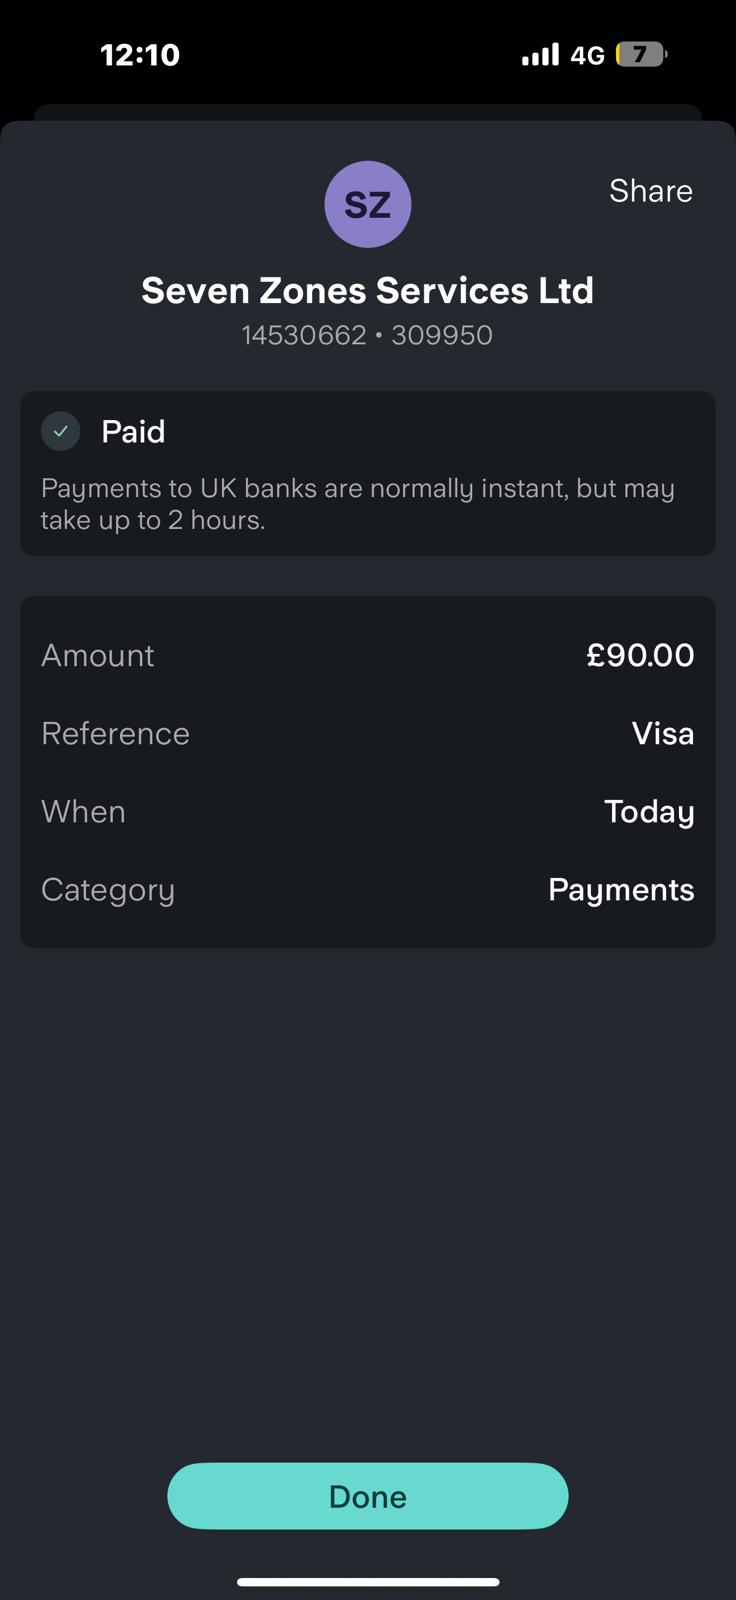 12:10
4G 7
SZ
Share
Seven Zones Services Ltd
14530662 • 309950
Paid
Payments to UK banks are normally instant, but may
take up to 2 hours.
Amount £90.00
Reference Visa
When Today
Category Payments
Done